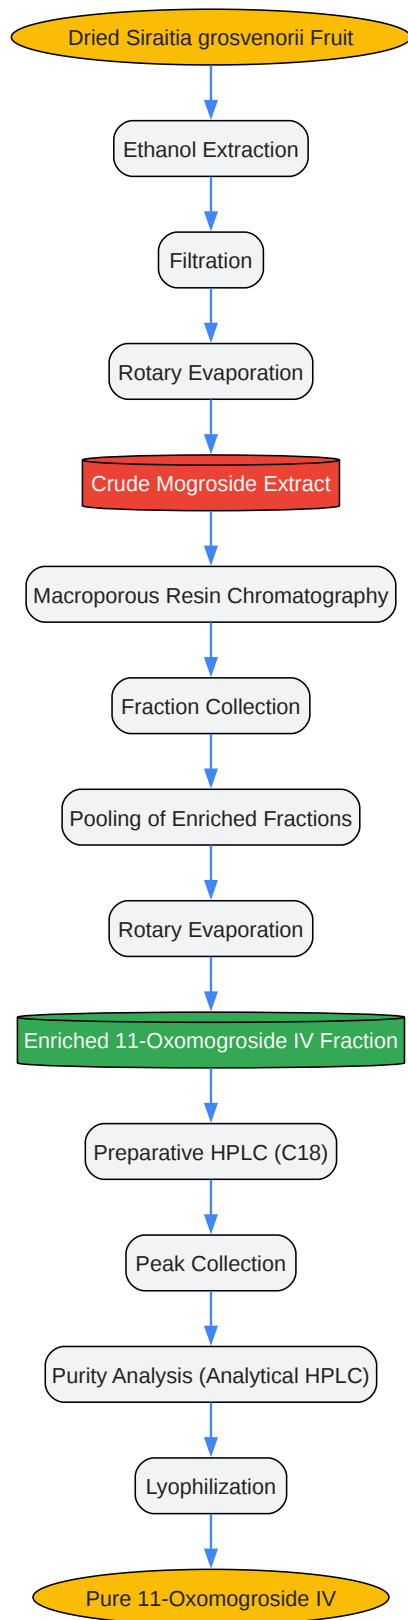 Dried Siraitia grosvenorii Fruit
Ethanol Extraction
Filtration
Rotary Evaporation
Crude Mogroside Extract
Macroporous Resin Chromatography
Fraction Collection
Pooling of Enriched Fractions
Rotary Evaporation
Enriched 11-Oxomogroside IV Fraction
Preparative HPLC (C18)
Peak Collection
Purity Analysis (Analytical HPLC)
Lyophilization
Pure 11-Oxomogroside IV